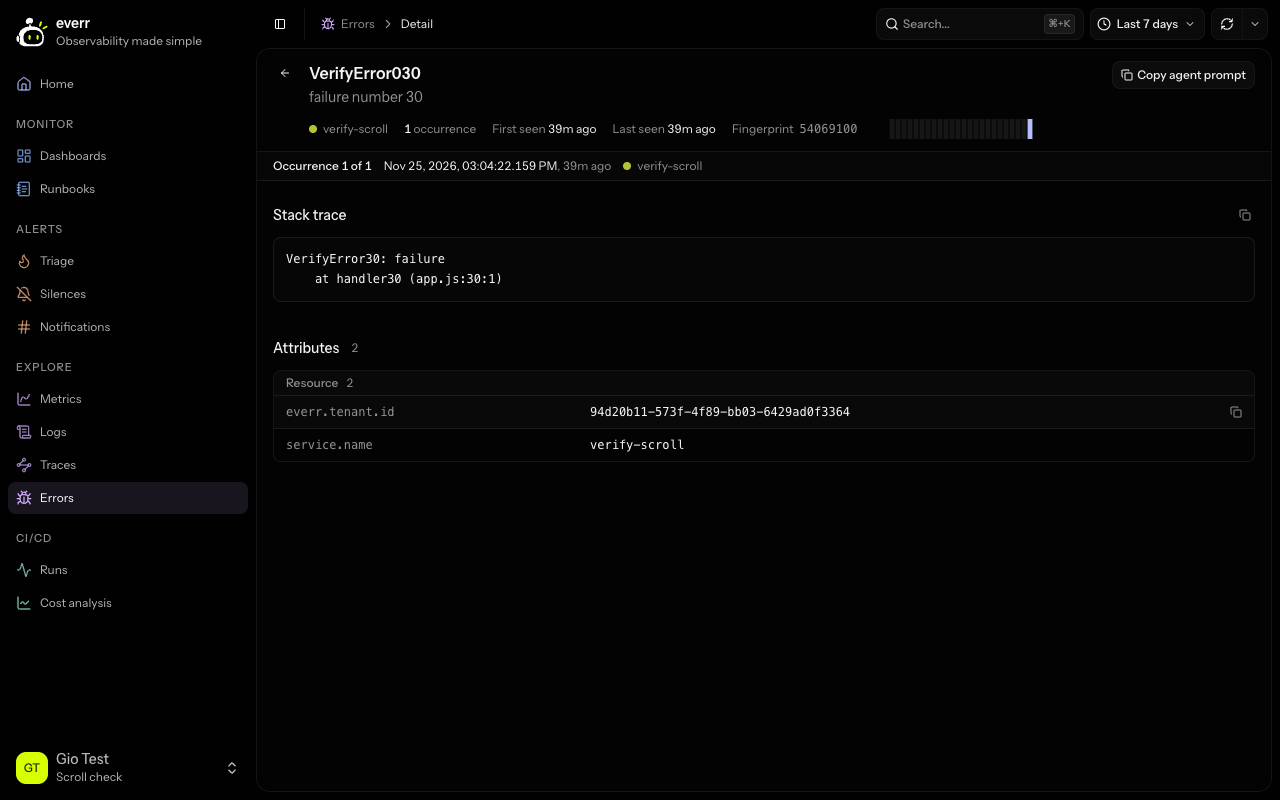 everr
Observability made simple
Home
MONITOR
Dashboards
Runbooks
ALERTS
Triage
Silences
Notifications
EXPLORE
Metrics
Logs
Traces
Errors
CI/CD
Runs
Cost analysis
GT
Gio Test
Scroll check
Errors > Detail
Search...
⌘+K
Last 7 days
VerifyError030
Copy agent prompt
failure number 30
verify-scroll 1 occurrence First seen 39m ago Last seen 39m ago Fingerprint 54069100
Occurrence 1 of 1 Nov 25, 2026, 03:04:22.159 PM, 39m ago verify-scroll
Stack trace
VerifyError30: failure
at handler30 (app.js:30:1)
Attributes 2
Resource 2
everr.tenant.id 94d20b11-573f-4f89-bb03-6429ad0f3364
service.name verify-scroll